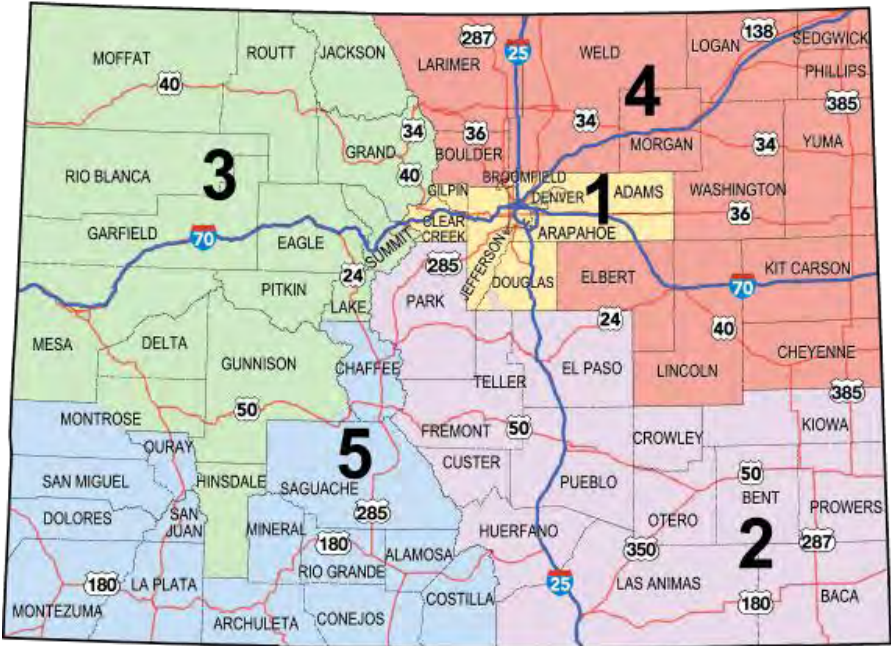 MOFFAT
ROUTT
JACKSON
LARIMER
287
25
WELD
LOGAN
138
SEDGWICK
PHILLIPS
40
385
4
34
36
34
MORGAN
34
YUMA
GRAND
BOULDER
RIO BLANCA
3
40
GILPIN
BROOMFIELD
DENVER
1
ADAMS
WASHINGTON
36
GARFIELD
70
EAGLE
SUMMIT
CLEAR
CREEK
JEFFERSON
ARAPAHOE
285
24
PITKIN
LAKE
PARK
DOUGLAS
ELBERT
70
KIT CARSON
MESA
DELTA
GUNNISON
CHAFFEE
TELLER
EL PASO
24
40
LINCOLN
CHEYENNE
385
MONTROSE
50
FREMONT
50
CROWLEY
KIOWA
OURAY
5
CUSTER
SAN MIGUEL
HINSDALE
SAGUACHE
PUEBLO
50
BENT
PROWERS
DOLORES
SAN
JUAN
MINERAL
285
HUERFANO
OTERO
2
287
180
RIO GRANDE
ALAMOSA
350
180
LA PLATA
25
LAS ANIMAS
MONTEZUMA
ARCHULETA
CONEJOS
COSTILLA
180
BACA